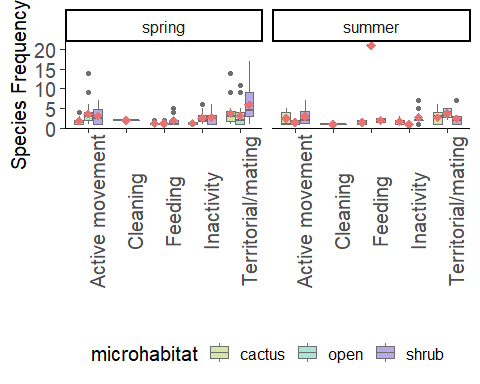 spring summer
Species Frequency
20
15
10
5
0
Active movement
Cleaning
Feeding
Inactivity
Territorial/mating
Active movement
Cleaning
Feeding
Inactivity
Territorial/mating
microhabitat cactus open shrub